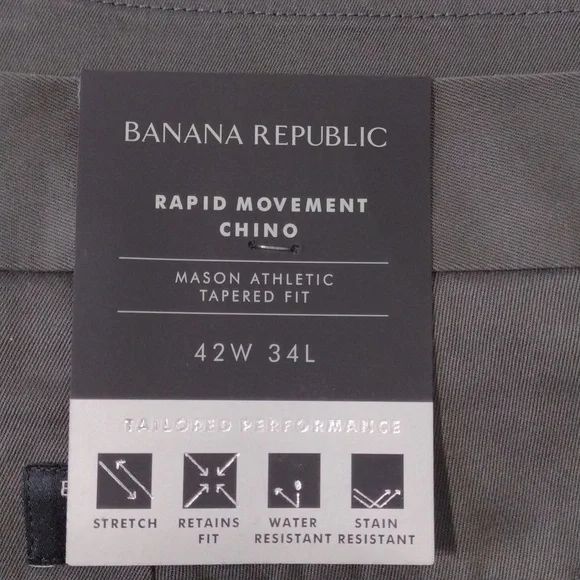 BANANA REPUBLIC
RAPID MOVEMENT
CHINO
MASON ATHLETIC
TAPERED FIT
42W 34L
TAILORED PERFORMANCE
STRETCH
RETAINS
FIT
WATER
RESISTANT
STAIN
RESISTANT